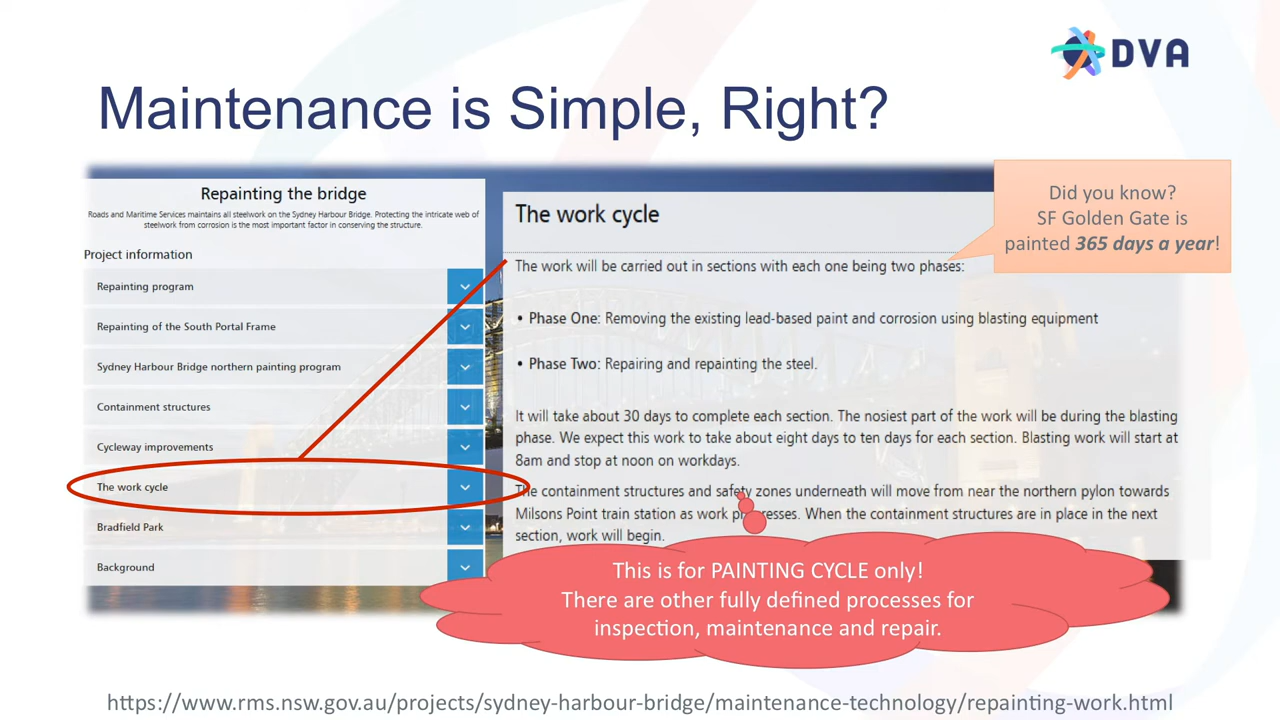 DVA
Maintenance is Simple, Right?
Repainting the bridge
Roads and Maritime Services maintains all steelwork on the Sydney Harbour Bridge. Protecting the intricate web of
steelwork from corrosion is the most important factor in conserving the structure.
Project information
Repainting program
Repainting of the South Portal Frame
Sydney Harbour Bridge northern painting program
Containment structures
Cycleway improvements
The work cycle
Bradfield Park
Background
The work cycle
Did you know?
SF Golden Gate is
painted 365 days a year!
The work will be carried out in sections with each one being two phases:
• Phase One: Removing the existing lead-based paint and corrosion using blasting equipment
• Phase Two: Repairing and repainting the steel.
It will take about 30 days to complete each section. The nosiest part of the work will be during the blasting
phase. We expect this work to take about eight days to ten days for each section. Blasting work will start at
8am and stop at noon on workdays.
The containment structures and safety zones underneath will move from near the northern pylon towards
Milsons Point train station as work progresses. When the containment structures are in place in the next
section, work will begin.
This is for PAINTING CYCLE only!
There are other fully defined processes for
inspection, maintenance and repair.
https://www.rms.nsw.gov.au/projects/sydney-harbour-bridge/maintenance-technology/repainting-work.html